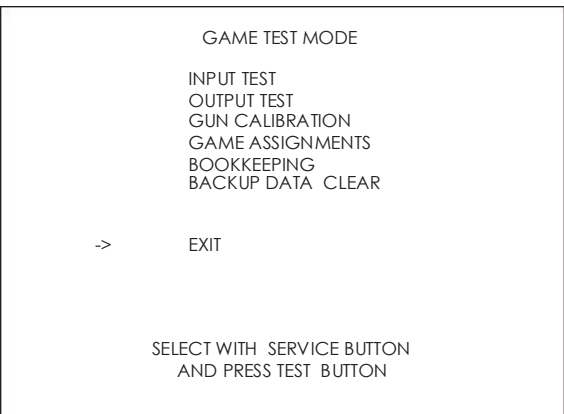 GAME TEST MODE
INPUT TEST
OUTPUT TEST
GUN CALIBRATION
GAME ASSIGNMENTS
BOOKKEEPING
BACKUP DATA CLEAR
-> EXIT
SELECT WITH SERVICE BUTTON
AND PRESS TEST BUTTON